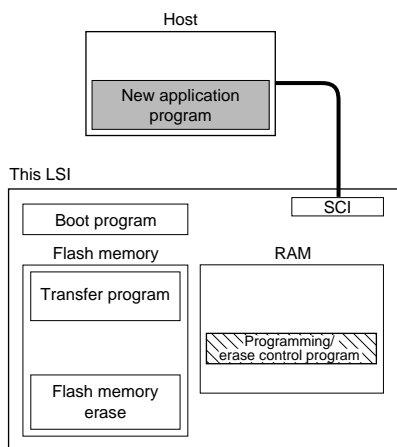 Host
New application
program
This LSI
SCI
Boot program
Flash memory
RAM
Transfer program
Programming/
erase control program
Flash memory
erase